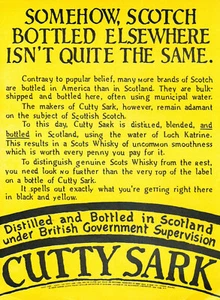 SOMEHOW, SCOTCH
BOTTLED ELSEWHERE
ISN'T QUITE THE SAME.
Contrary to popular belief, many more brands of Scotch
are bottled in America than in Scotland. They are bulk-
shipped and bottled here, often using municipal water.
The makers of Cutty Sark, however, remain adamant
on the subject of Scottish Scotch.
To this day, Cutty Sark is distilled, blended, and
bottled in Scotland, using the water of Loch Katrine.
This results in a Scots Whisky of uncommon smoothness
which is worth every penny you pay for it.
To distinguish genuine Scots Whisky from the rest,
you need look no further than the very top of the label
on a bottle of Cutty Sark.
It spells out exactly what you're getting right there
in black and yellow.
Distilled and Bottled in Scotland
under British Government Supervision
CUTTY SARK